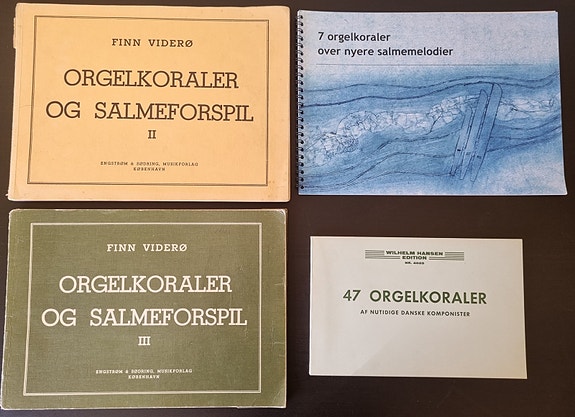 FINN VIDERØ
ORGELKORALER
OG SALMEFORSPIL
II
ENGSTRØM & SØDRING, MUSIKFORLAG
KØBENHAVN
7 orgelkoraler
over nyere salmemelodier
FINN VIDERØ
ORGELKORALER
OG SALMEFORSPIL
III
ENGSTRØM & SØDRING, MUSIKFORLAG
KØBENHAVN
WILHELM HANSEN
EDITION
47 ORGELKORALER
AF NUTIDIGE DANSKE KOMPONISTER